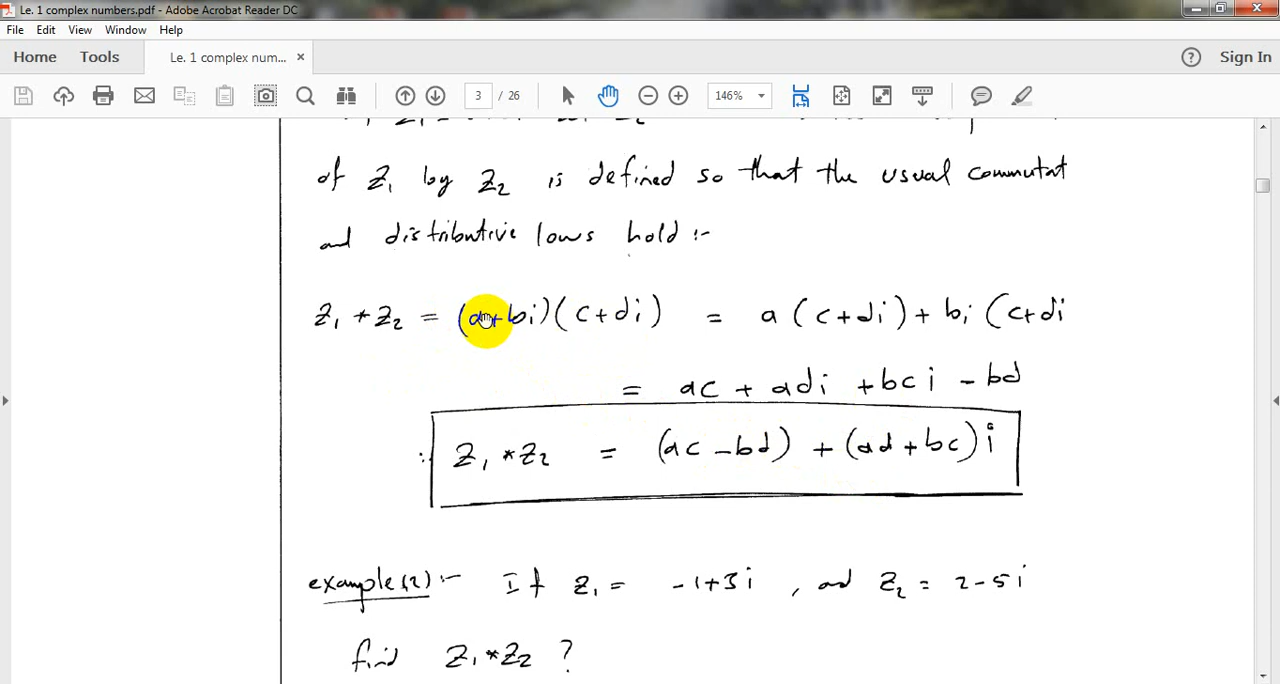 Le. 1 complex numbers.pdf - Adobe Acrobat Reader DC
File Edit View Window Help
Home Tools Le. 1 complex num... × Sign In
3 / 26 146%
of Z₁ by Z₂ is defined so that the usual commutat
and distributive lows hold :-
Z₁ * Z₂ = (a+bi)(c+di) = a(c+di) + bi(c+di
= ac + adi + bci - bd
∴ Z₁ * Z₂ = (ac - bd) + (ad + bc)i
example(2):- If Z₁ = -1+3i , and Z₂ = 2-5i
find Z₁ * Z₂ ?